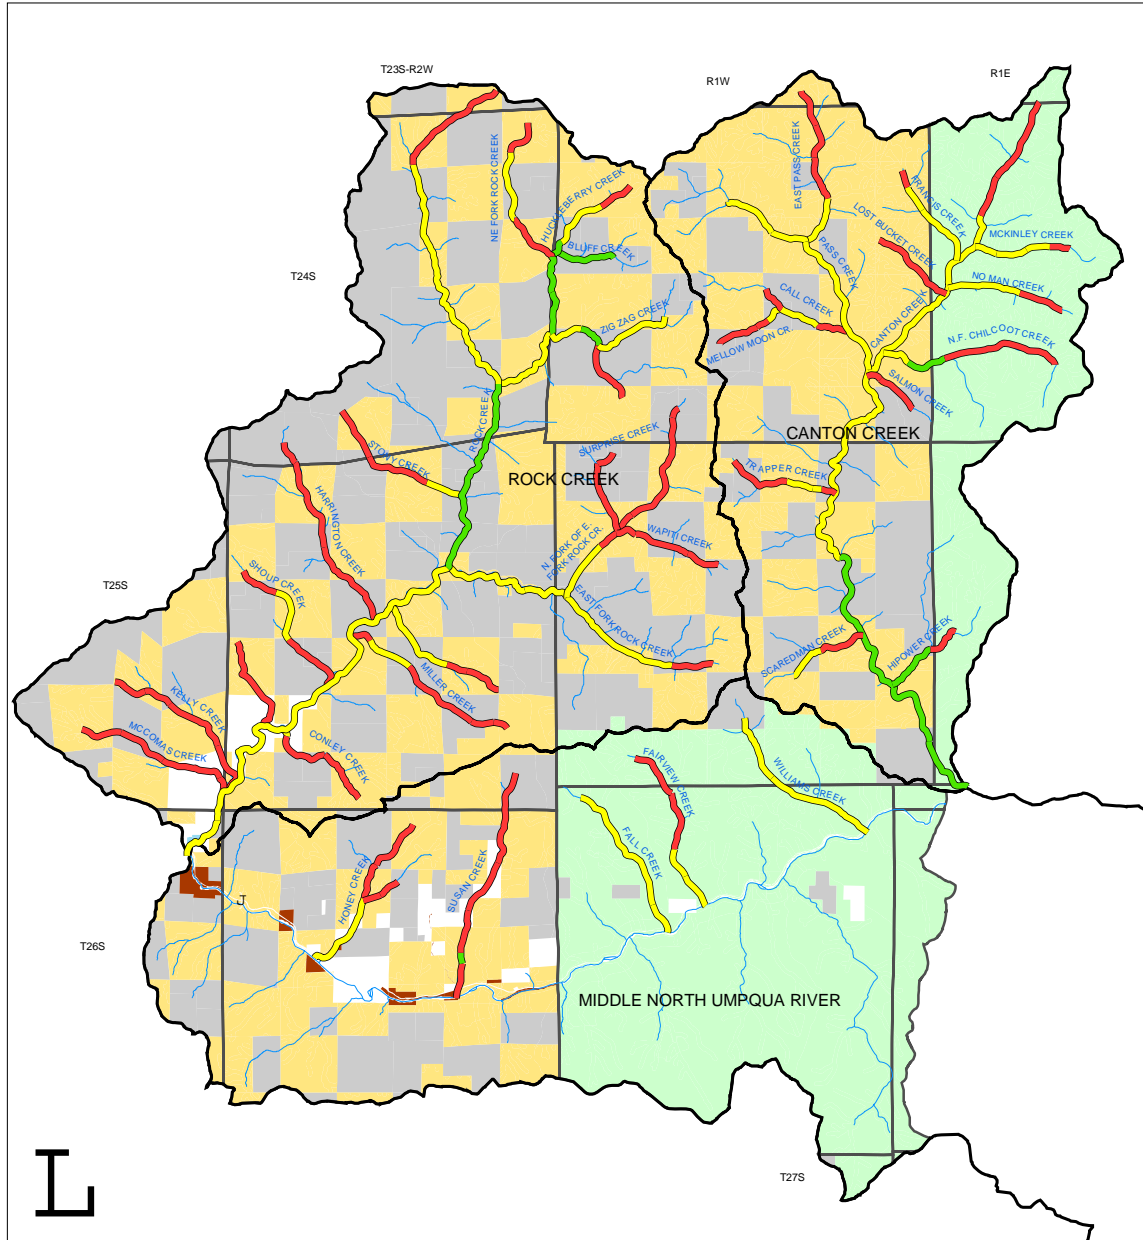 T23S-R2W
R1W
R1E
EAST PASS CREEK
NE FORK ROCK CREEK
HUCKLEBERRY CREEK
FRANCIS CREEK
LOST BUCKET CREEK
MCKINLEY CREEK
BLUFF CREEK
PASS CREEK
T24S
NO MAN CREEK
CALL CREEK
ZIG ZAG CREEK
CANTON CREEK
MELLOW MOON CR.
N.F. CHILCOOT CREEK
SALMON CREEK
ROCK CREEK
CANTON CREEK
SURPRISE CREEK
STONY CREEK
TRAPPER CREEK
ROCK CREEK
HARRINGTON CREEK
N. FORK OF E.
FORK ROCK CR.
WAPITI CREEK
SHOUP CREEK
T25S
EAST FORK ROCK CREEK
SCAREDMAN CREEK
HIPOWER CREEK
MILLER CREEK
KELLY CREEK
MCCOMAS CREEK
CONLEY CREEK
FAIRVIEW CREEK
WILLIAMS CREEK
FALL CREEK
SUSAN CREEK
HONEY CREEK
J
T26S
MIDDLE NORTH UMPQUA RIVER
L
T27S